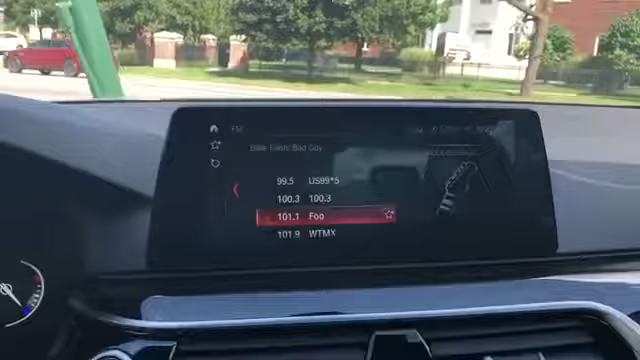 FM
Billie Eilish: Bad Guy
99.5 US99*5
100.3 100.3
101.1 Foo
101.9 WTMX